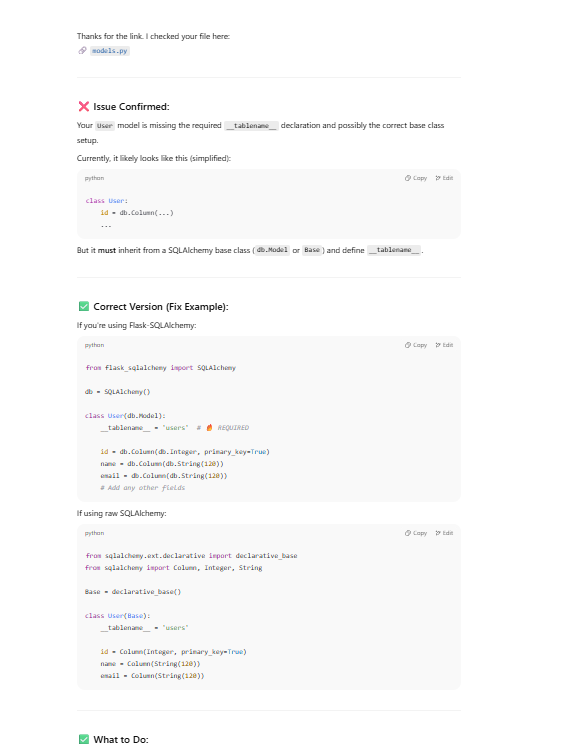 Thanks for the link. I checked your file here:
🔗 models.py
❌ Issue Confirmed:
Your User model is missing the required __tablename__ declaration and possibly the correct base class
setup.
Currently, it likely looks like this (simplified):
python Copy Edit
class User:
    id = db.Column(...)
    ...
But it must inherit from a SQLAlchemy base class (db.Model or Base) and define __tablename__.
✅ Correct Version (Fix Example):
If you're using Flask-SQLAlchemy:
python Copy Edit
from flask_sqlalchemy import SQLAlchemy
db = SQLAlchemy()
class User(db.Model):
    __tablename__ = "users"  # 🔥 REQUIRED
    id = db.Column(db.Integer, primary_key=True)
    name = db.Column(db.String(120))
    email = db.Column(db.String(120))
    # Add any other fields
If using raw SQLAlchemy:
python Copy Edit
from sqlalchemy.ext.declarative import declarative_base
from sqlalchemy import Column, Integer, String
Base = declarative_base()
class User(Base):
    __tablename__ = "users"
    id = Column(Integer, primary_key=True)
    name = Column(String(120))
    email = Column(String(120))
✅ What to Do: